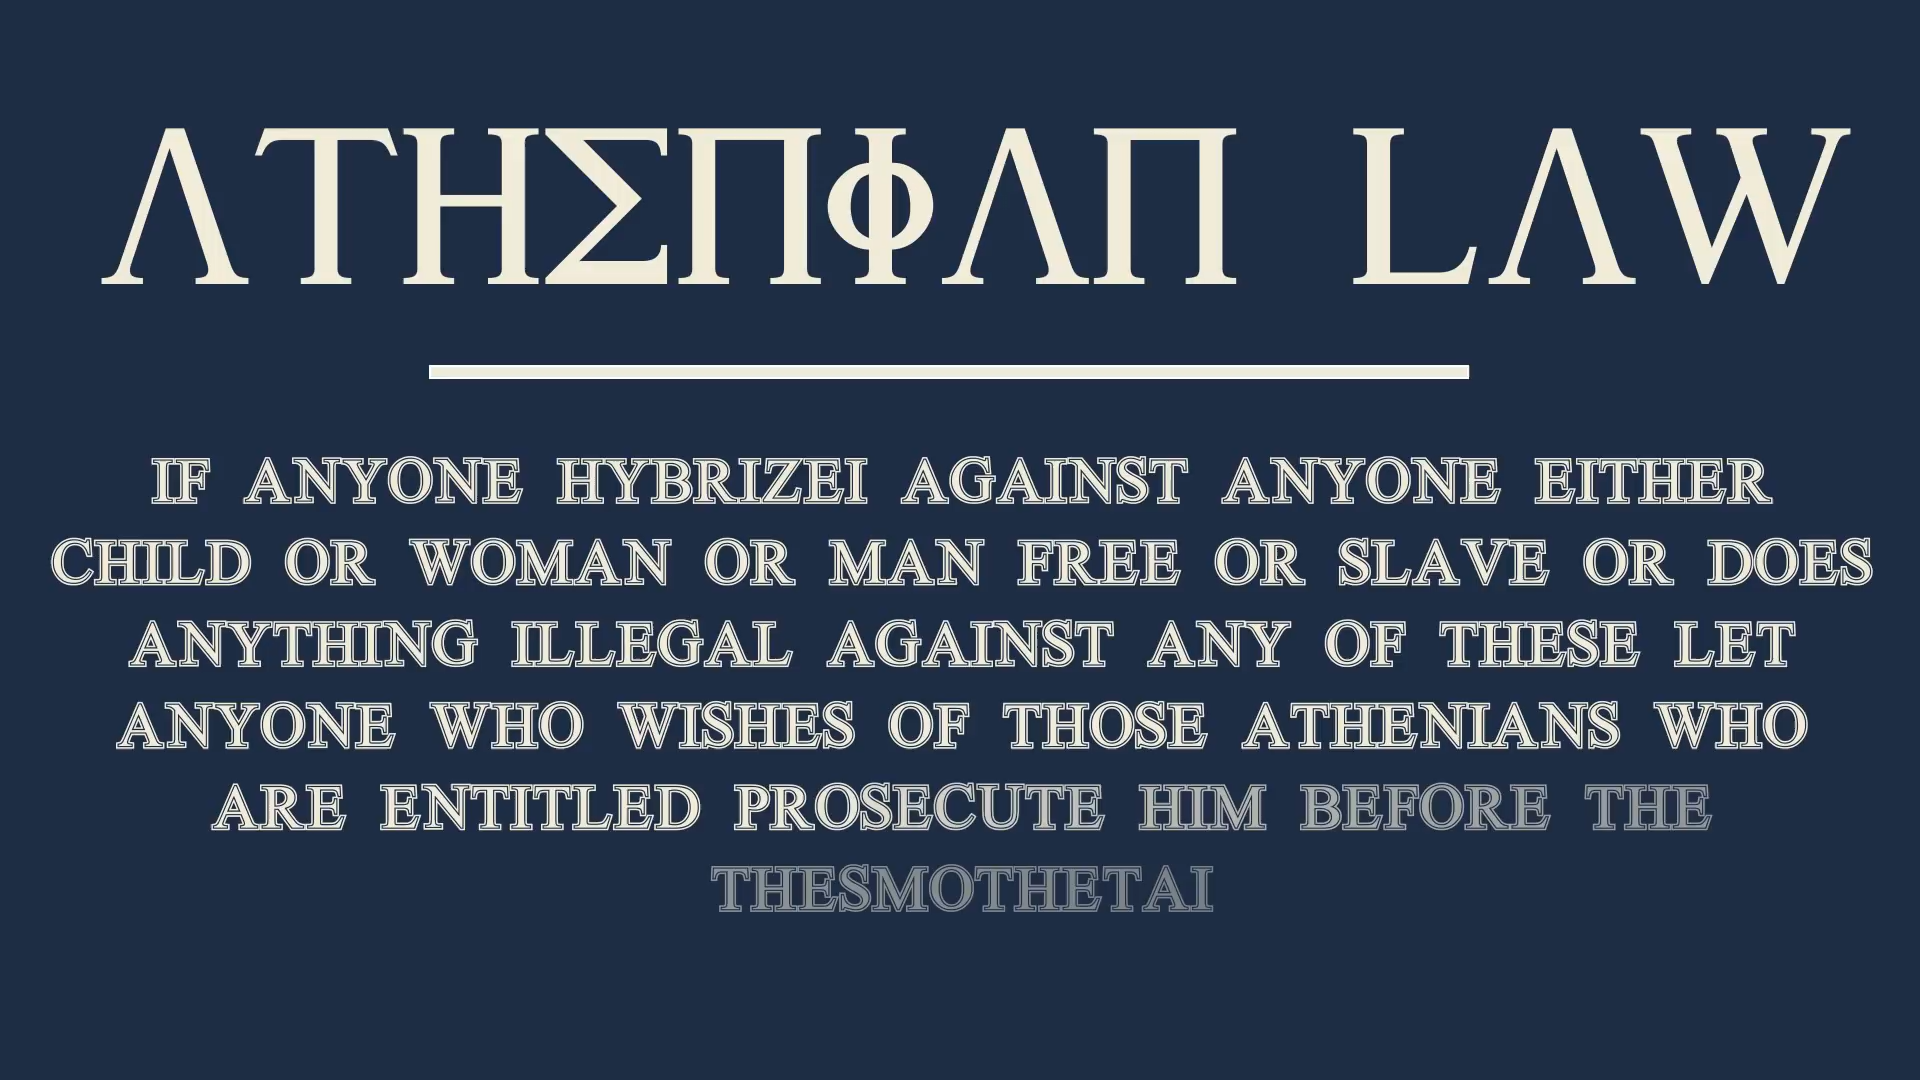 ΛTHΣΠΦΛΠ LΛW
IF ANYONE HYBRIZEI AGAINST ANYONE EITHER
CHILD OR WOMAN OR MAN FREE OR SLAVE OR DOES
ANYTHING ILLEGAL AGAINST ANY OF THESE LET
ANYONE WHO WISHES OF THOSE ATHENIANS WHO
ARE ENTITLED PROSECUTE HIM BEFORE THE
THESMOTHETAI